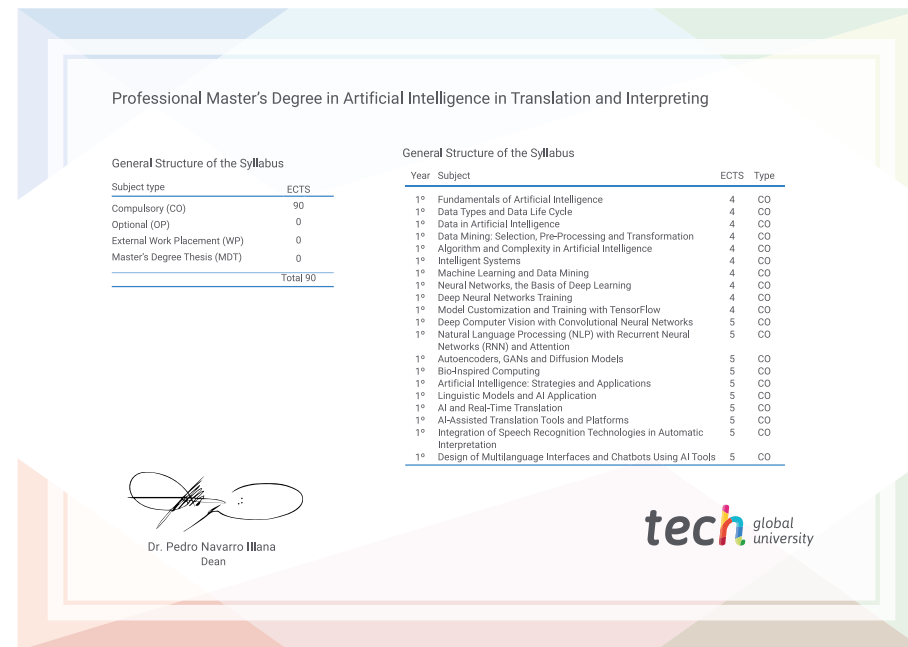 Professional Master's Degree in Artificial Intelligence in Translation and Interpreting
General Structure of the Syllabus
Subject type ECTS
Compulsory (CO) 90
Optional (OP) 0
External Work Placement (WP) 0
Master's Degree Thesis (MDT) 0
Total 90
General Structure of the Syllabus
Year Subject ECTS Type
1º Fundamentals of Artificial Intelligence 4 CO
1º Data Types and Data Life Cycle 4 CO
1º Data in Artificial Intelligence 4 CO
1º Data Mining: Selection, Pre-Processing and Transformation 4 CO
1º Algorithm and Complexity in Artificial Intelligence 4 CO
1º Intelligent Systems 4 CO
1º Machine Learning and Data Mining 4 CO
1º Neural Networks, the Basis of Deep Learning 4 CO
1º Deep Neural Networks Training 4 CO
1º Model Customization and Training with TensorFlow 4 CO
1º Deep Computer Vision with Convolutional Neural Networks 5 CO
1º Natural Language Processing (NLP) with Recurrent Neural 5 CO
Networks (RNN) and Attention
1º Autoencoders, GANs and Diffusion Models 5 CO
1º Bio-Inspired Computing 5 CO
1º Artificial Intelligence: Strategies and Applications 5 CO
1º Linguistic Models and AI Application 5 CO
1º AI and Real-Time Translation 5 CO
1º AI-Assisted Translation Tools and Platforms 5 CO
1º Integration of Speech Recognition Technologies in Automatic 5 CO
Interpretation
1º Design of Multilanguage Interfaces and Chatbots Using AI Tools 5 CO
Dr. Pedro Navarro Illana
Dean
tech global
university